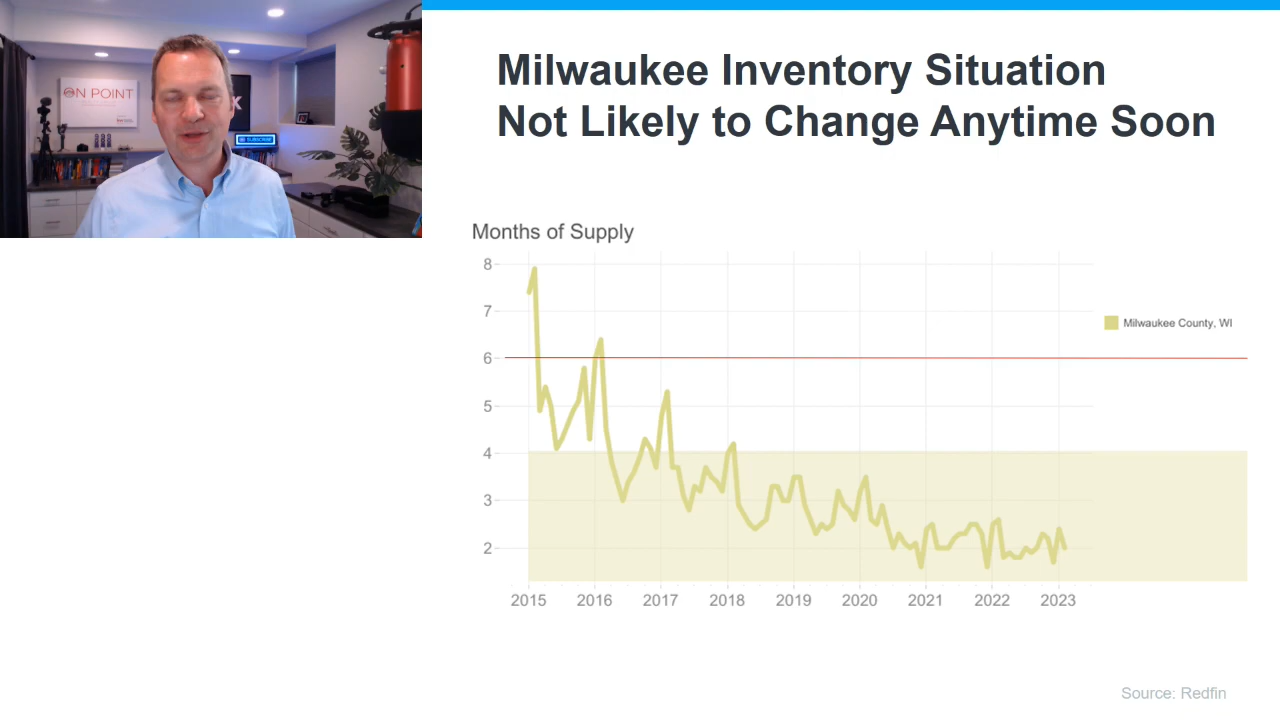 ON POINT
SUBSCRIBE
Milwaukee Inventory Situation
Not Likely to Change Anytime Soon
Months of Supply
8
7
6
5
4
3
2
Milwaukee County, WI
2015 2016 2017 2018 2019 2020 2021 2022 2023
Source: Redfin